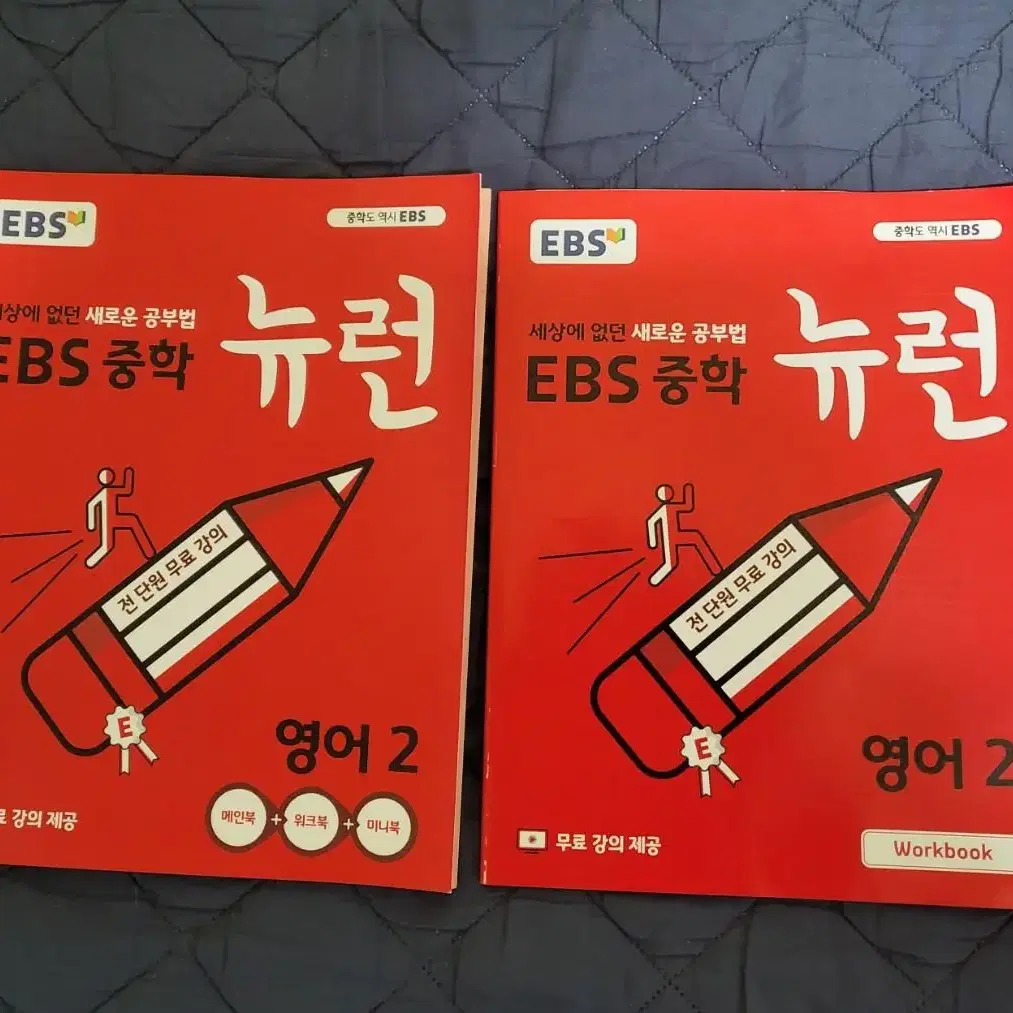 EBS
중학도 역시 EBS
세상에 없던 새로운 공부법
EBS 중학
뉴런
전 단원 무료 강의
E
영어 2
메인북 + 워크북 + 미니북
료 강의 제공
EBS
중학도 역시 EBS
세상에 없던 새로운 공부법
EBS 중학
뉴런
전 단원 무료 강의
E
영어 2
무료 강의 제공
Workbook